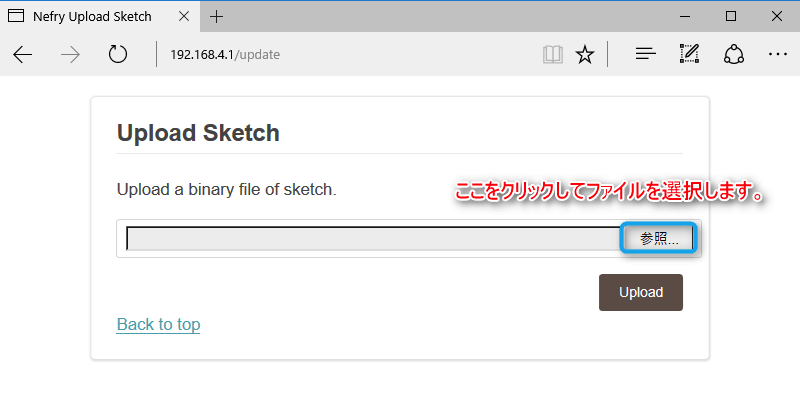 Nefry Upload Sketch
192.168.4.1/update
Upload Sketch
Upload a binary file of sketch.
ここをクリックしてファイルを選択します。
参照...
Upload
Back to top